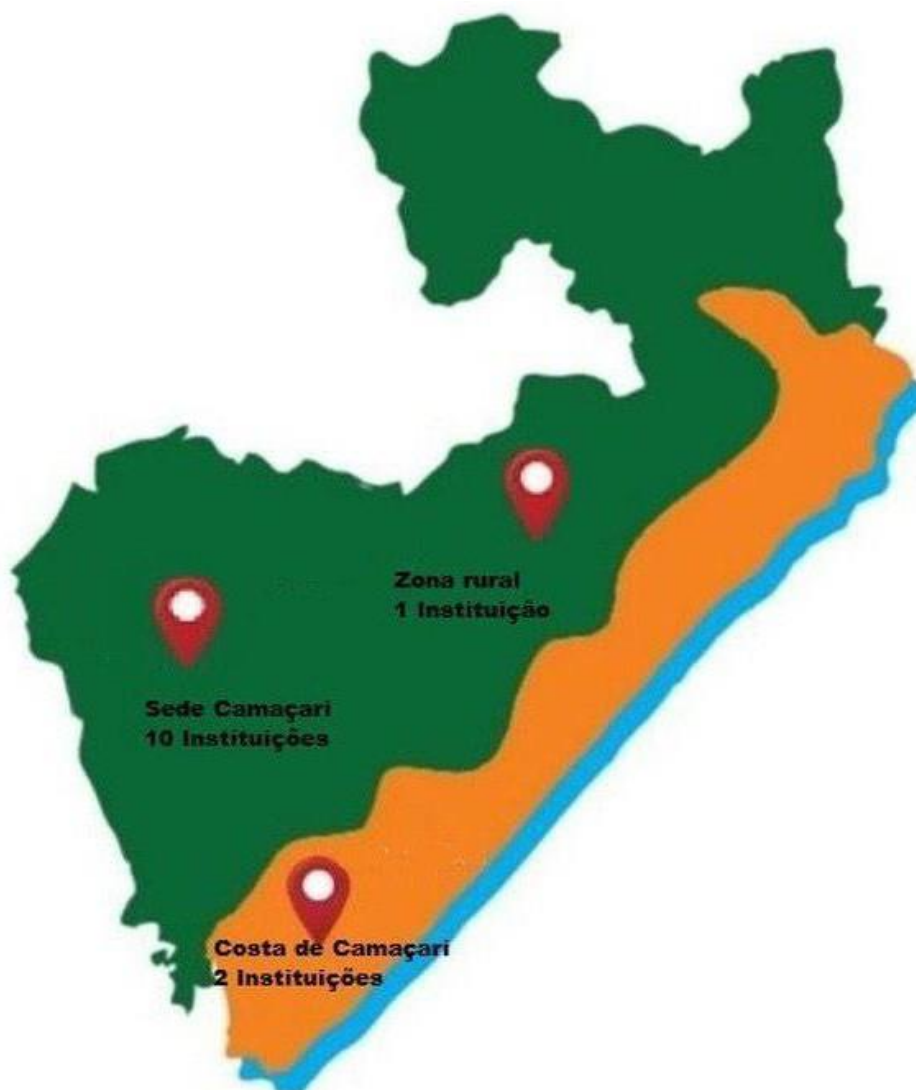 Zona rural
1 Instituição
Sede Camaçari
10 Instituições
Costa de Camaçari
2 Instituições